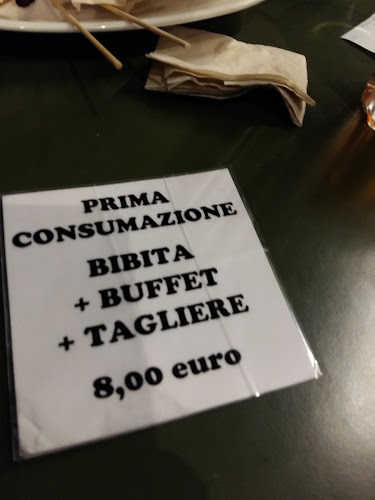 PRIMA
CONSUMAZIONE
BIBITA
+ BUFFET
+ TAGLIERE
8,00 euro